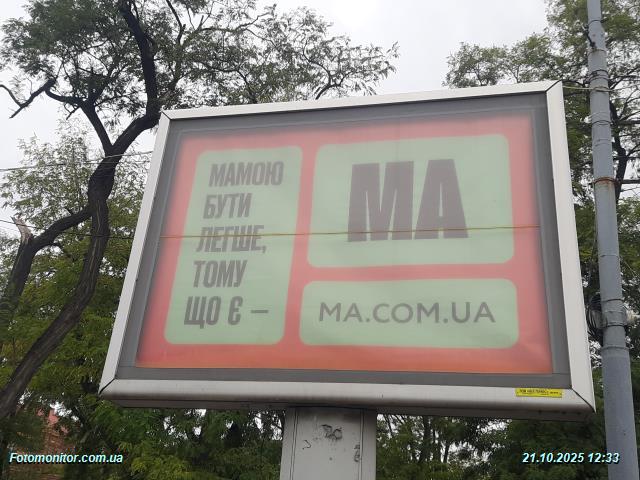 МАМОЮ
БУТИ
ЛЕГШЕ,
ТОМУ
ЩО Є –
МА
MA.COM.UA
Fotomonitor.com.ua
21.10.2025 12:33